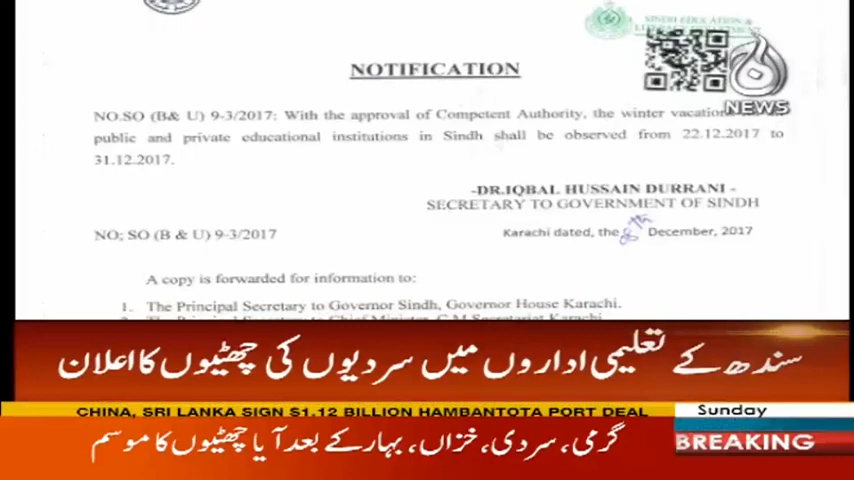 SINDH EDUCATION &
LITERACY DEPARTMENT
NOTIFICATION
NEWS
NO.SO (B& U) 9-3/2017: With the approval of Competent Authority, the winter vacation
public and private educational institutions in Sindh shall be observed from 22.12.2017 to
31.12.2017.
-DR.IQBAL HUSSAIN DURRANI -
SECRETARY TO GOVERNMENT OF SINDH
NO; SO (B & U) 9-3/2017
Karachi dated, the 8th December, 2017
A copy is forwarded for information to:
1. The Principal Secretary to Governor Sindh, Governor House Karachi.
سندھ کے تعلیمی اداروں میں سردیوں کی چھٹیوں کا اعلان
CHINA, SRI LANKA SIGN $1.12 BILLION HAMBANTOTA PORT DEAL
Sunday
گرمی، سردی، خزاں، بہار کے بعد آیا چھٹیوں کا موسم
BREAKING